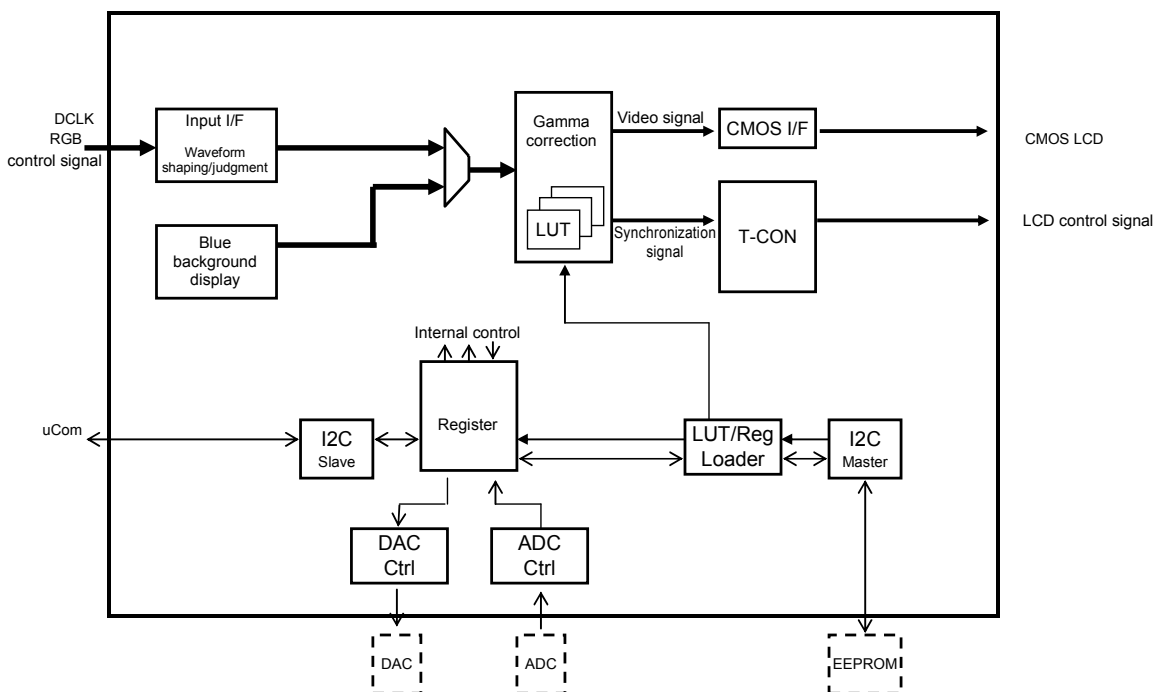 DCLK
RGB
control signal
Input I/F
Waveform
shaping/judgment
Blue
background
display
Gamma
correction
LUT
Video signal
Synchronization
signal
CMOS I/F
T-CON
CMOS LCD
LCD control signal
Internal control
Register
uCom
I2C
Slave
LUT/Reg
Loader
I2C
Master
DAC
Ctrl
ADC
Ctrl
DAC
ADC
EEPROM